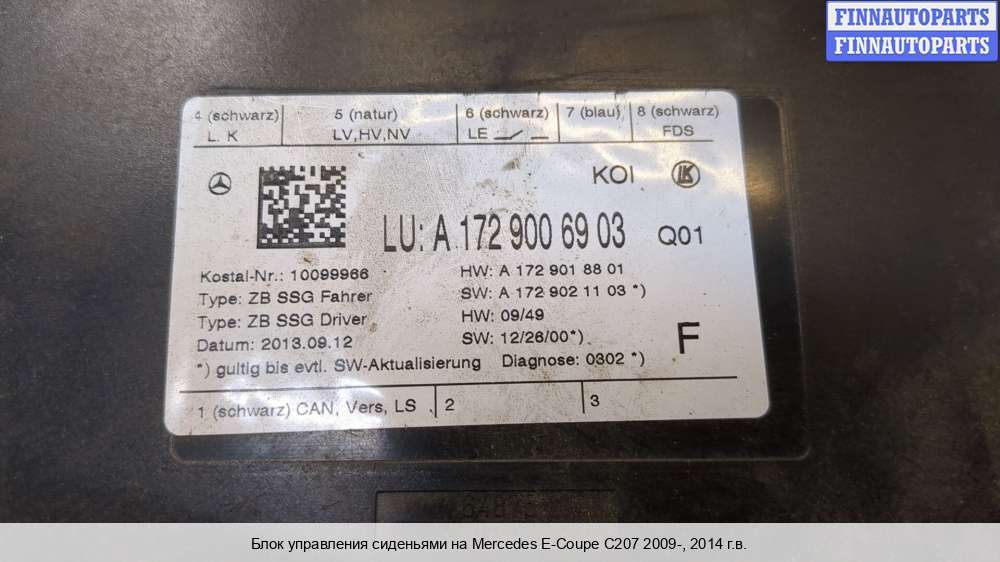 FINNAUTOPARTS
FINNAUTOPARTS
4 (schwarz) 5 (natur) 6 (schwarz) 7 (blau) 8 (schwarz)
L. K LV,HV,NV LE FDS
KOI LK
LU: A 172 900 69 03 Q01
Kostal-Nr.: 10099966 HW: A 172 901 88 01
Type: ZB SSG Fahrer SW: A 172 902 11 03 *)
Type: ZB SSG Driver HW: 09/49
Datum: 2013.09.12 SW: 12/26/00*) F
*) gultig bis evtl. SW-Aktualisierung Diagnose: 0302 *)
1 (schwarz) CAN, Vers, LS 2 3
Блок управления сиденьями на Mercedes E-Coupe C207 2009-, 2014 г.в.